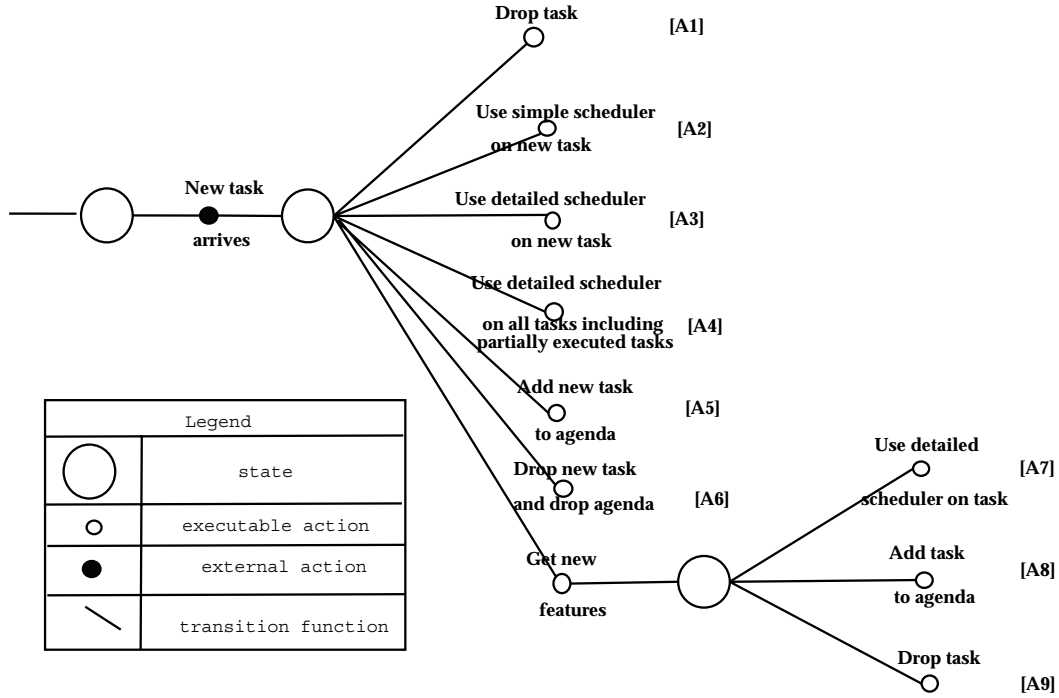 Drop task
[A1]
Use simple scheduler
on new task
[A2]
New task
arrives
Use detailed scheduler
on new task
[A3]
Use detailed scheduler
on all tasks including
partially executed tasks
[A4]
Add new task
to agenda
[A5]
Drop new task
and drop agenda
[A6]
Get new
features
Use detailed
scheduler on task
[A7]
Add task
to agenda
[A8]
Drop task
[A9]
Legend
state
executable action
external action
transition function